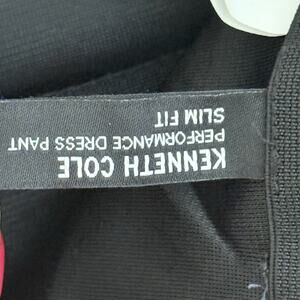 KENNETH COLE
PERFORMANCE DRESS PANT
SLIM FIT